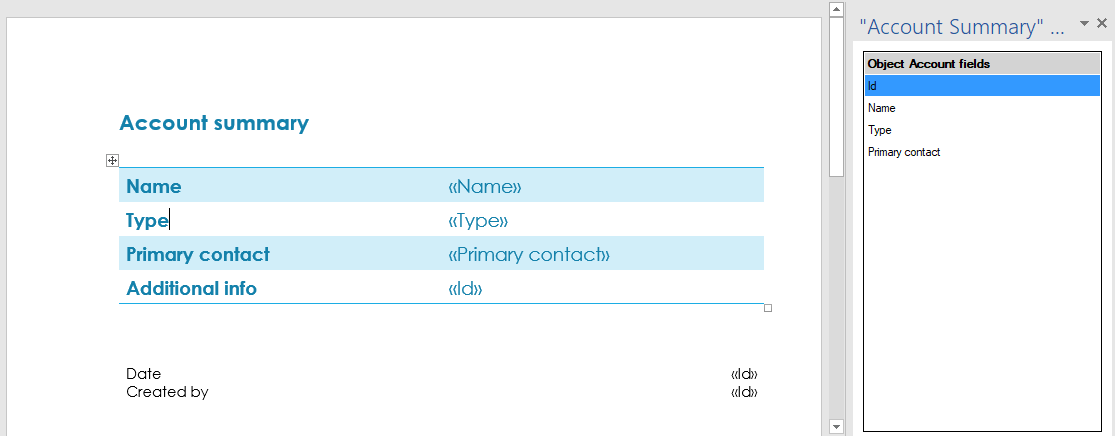 "Account Summary" ...
Object Account fields
Id
Name
Type
Primary contact
Account summary
Name «Name»
Type «Type»
Primary contact «Primary contact»
Additional info «Id»
Date «Id»
Created by «Id»